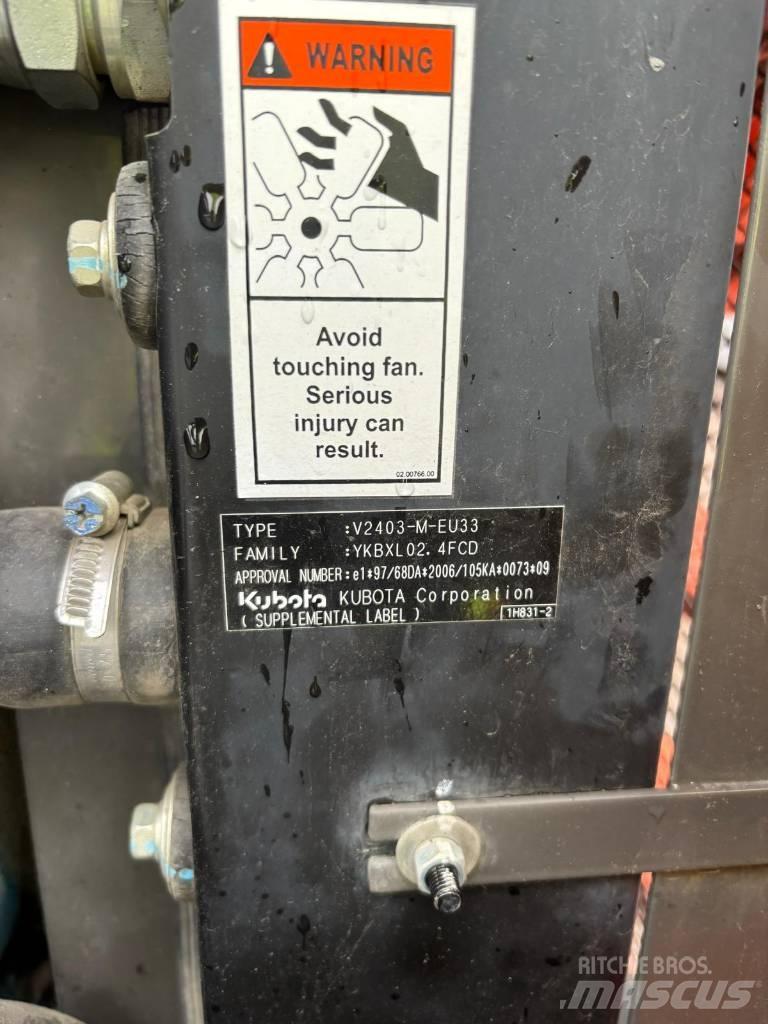 WARNING
Avoid
touching fan.
Serious
injury can
result.
02.00766.00
TYPE :V2403-M-EU33
FAMILY :YKBXL02.4FCD
APPROVAL NUMBER:e1*97/68DA*2006/105KA*0073*09
Kubota KUBOTA Corporation
( SUPPLEMENTAL LABEL ) 1H831-2
RITCHIE BROS.
MASCUS